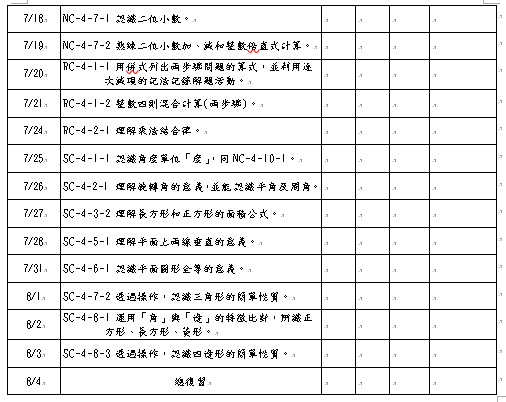 7/18 NC-4-7-1 認識二位小數。
7/19 NC-4-7-2 熟練二位小數加、減和整數倍直式計算。
7/20 RC-4-1-1 用併式列出兩步驟問題的算式，並利用逐
次減項的記法記錄解題活動。
7/21 RC-4-1-2 整數四則混合計算(兩步驟)。
7/24 RC-4-2-1 理解乘法結合律。
7/25 SC-4-1-1 認識角度單位「度」，同NC-4-10-1。
7/26 SC-4-2-1 理解旋轉角的意義，並能認識平角及周角。
7/27 SC-4-3-2 理解長方形和正方形的面積公式。
7/28 SC-4-5-1 理解平面上兩線垂直的意義。
7/31 SC-4-6-1 認識平面圖形全等的意義。
8/1 SC-4-7-2 透過操作，認識三角形的簡單性質。
8/2 SC-4-8-1 運用「角」與「邊」的特徵比對，辨識正
方形、長方形、菱形。
8/3 SC-4-8-3 透過操作，認識四邊形的簡單性質。
8/4 總復習